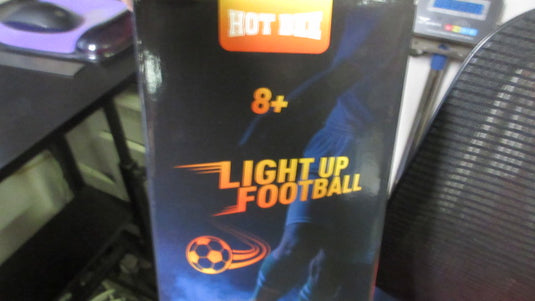 HOT BEE
8+
LIGHT UP
FOOTBALL